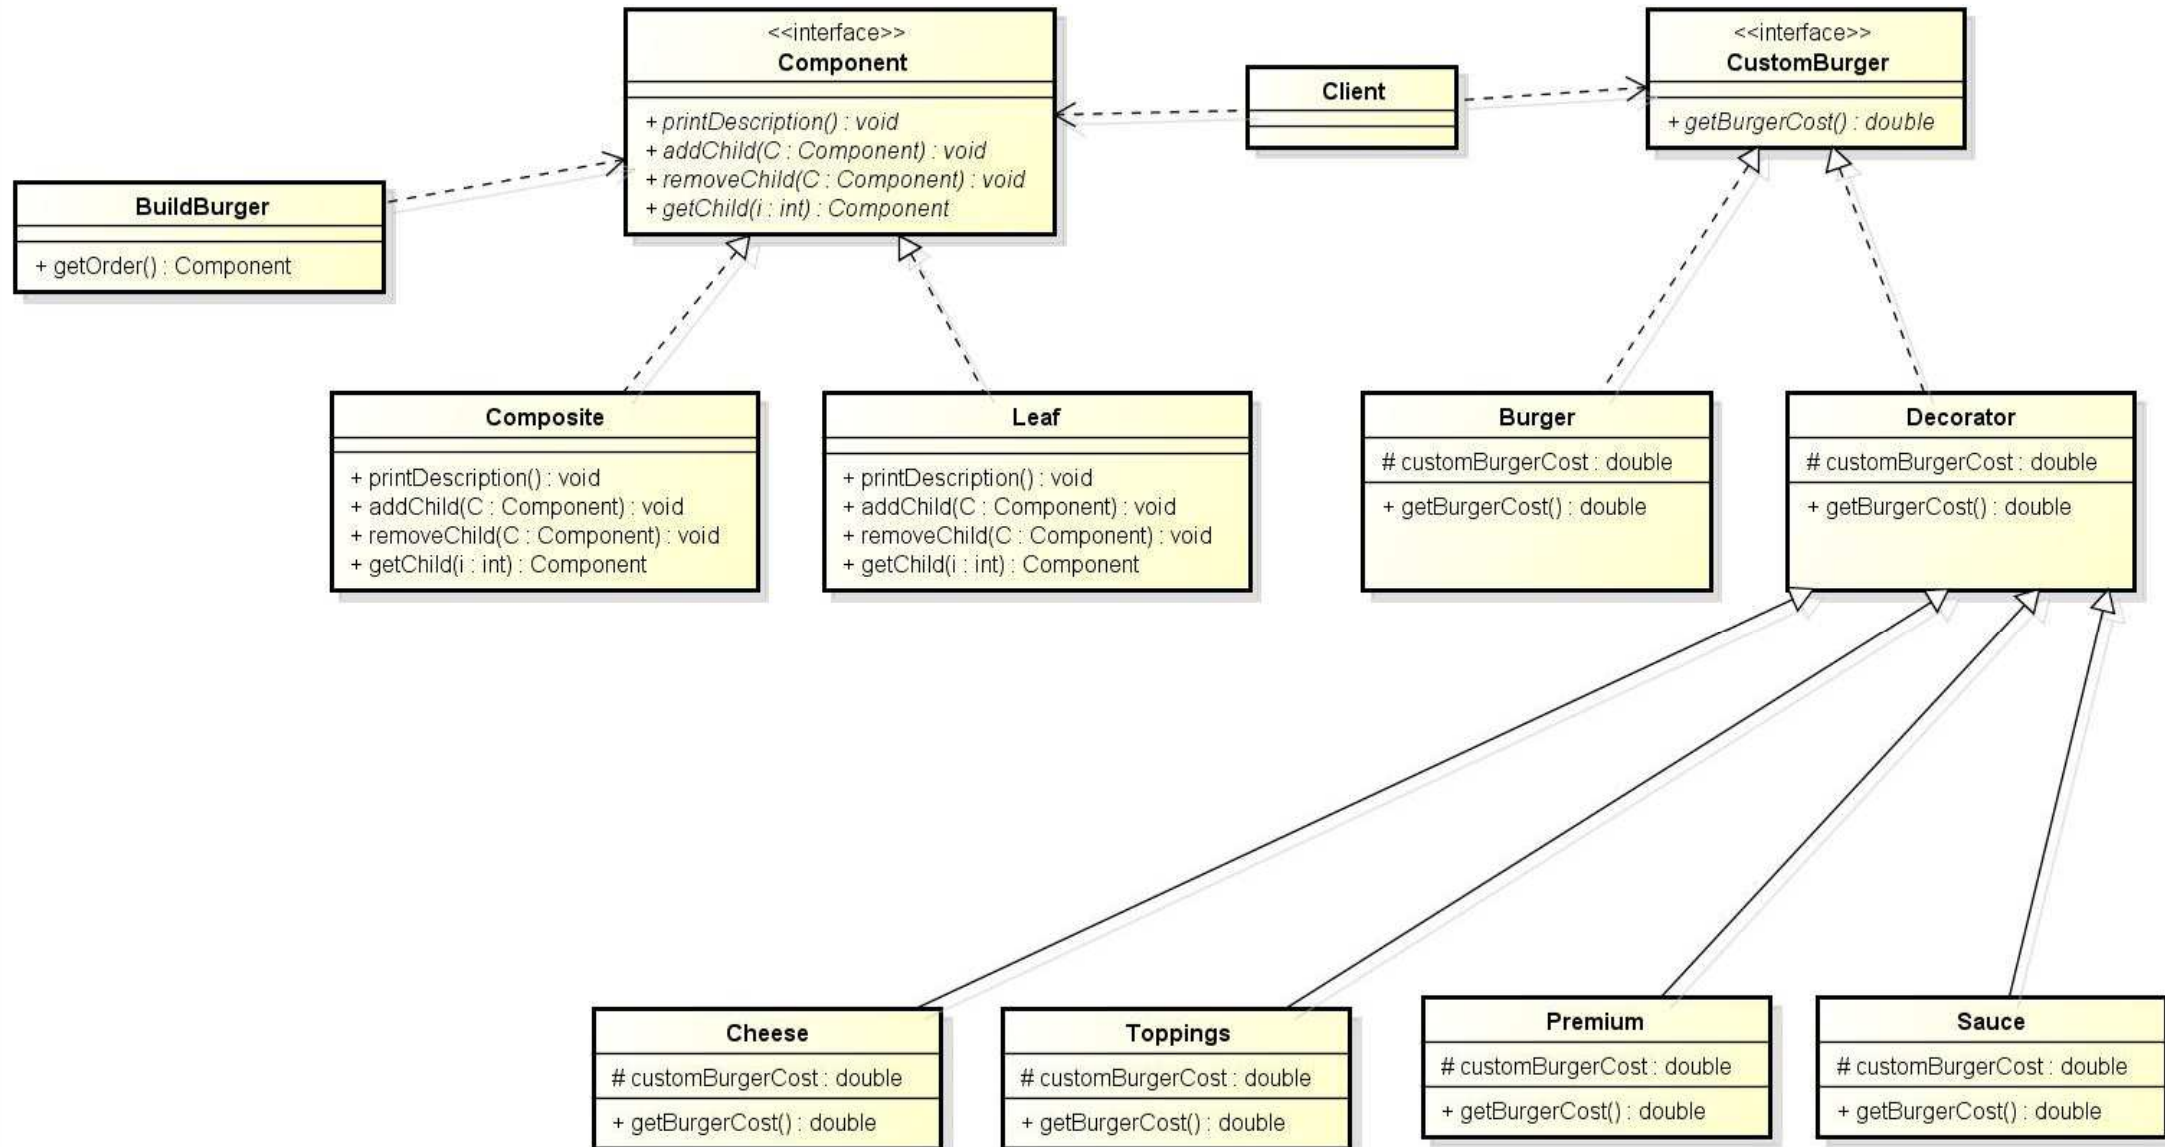 <<interface>>
Component
+ printDescription() : void
+ addChild(C : Component) : void
+ removeChild(C : Component) : void
+ getChild(i : int) : Component
Client
<<interface>>
CustomBurger
+ getBurgerCost() : double
BuildBurger
+ getOrder() : Component
Composite
+ printDescription() : void
+ addChild(C : Component) : void
+ removeChild(C : Component) : void
+ getChild(i : int) : Component
Leaf
+ printDescription() : void
+ addChild(C : Component) : void
+ removeChild(C : Component) : void
+ getChild(i : int) : Component
Burger
# customBurgerCost : double
+ getBurgerCost() : double
Decorator
# customBurgerCost : double
+ getBurgerCost() : double
Cheese
# customBurgerCost : double
+ getBurgerCost() : double
Toppings
# customBurgerCost : double
+ getBurgerCost() : double
Premium
# customBurgerCost : double
+ getBurgerCost() : double
Sauce
# customBurgerCost : double
+ getBurgerCost() : double